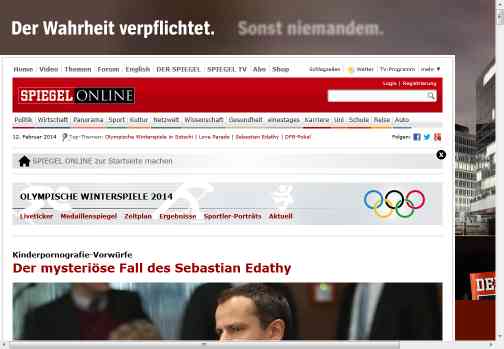 Der Wahrheit verpflichtet. Sonst niemandem.
Home Video Themen Forum English DER SPIEGEL SPIEGEL TV Abo Shop Schlagzeilen Wetter TV-Programm mehr
Login | Registrierung
SPIEGEL ONLINE
Politik Wirtschaft Panorama Sport Kultur Netzwelt Wissenschaft Gesundheit einestages Karriere Uni Schule Reise Auto
12. Februar 2014 Top-Themen: Olympische Winterspiele in Sotschi | Love Parade | Sebastian Edathy | DFB-Pokal Folgen:
SPIEGEL ONLINE zur Startseite machen
OLYMPISCHE WINTERSPIELE 2014
Liveticker Medaillenspiegel Zeitplan Ergebnisse Sportler-Porträts Aktuell
Kinderpornografie-Vorwürfe
Der mysteriöse Fall des Sebastian Edathy